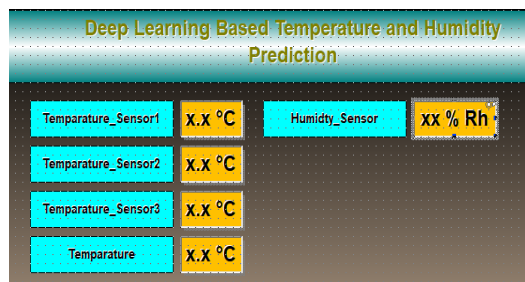 Deep Learning Based Temperature and Humidity
Prediction
Temparature_Sensor1 x.x °C Humidty_Sensor xx % Rh
Temparature_Sensor2 x.x °C
Temparature_Sensor3 x.x °C
Temparature x.x °C